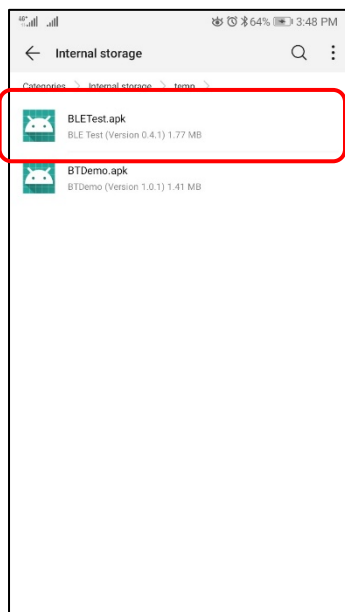 64% 3:48 PM
Internal storage
Categories > Internal storage > temp >
BLETest.apk
BLE Test (Version 0.4.1) 1.77 MB
BTDemo.apk
BTDemo (Version 1.0.1) 1.41 MB